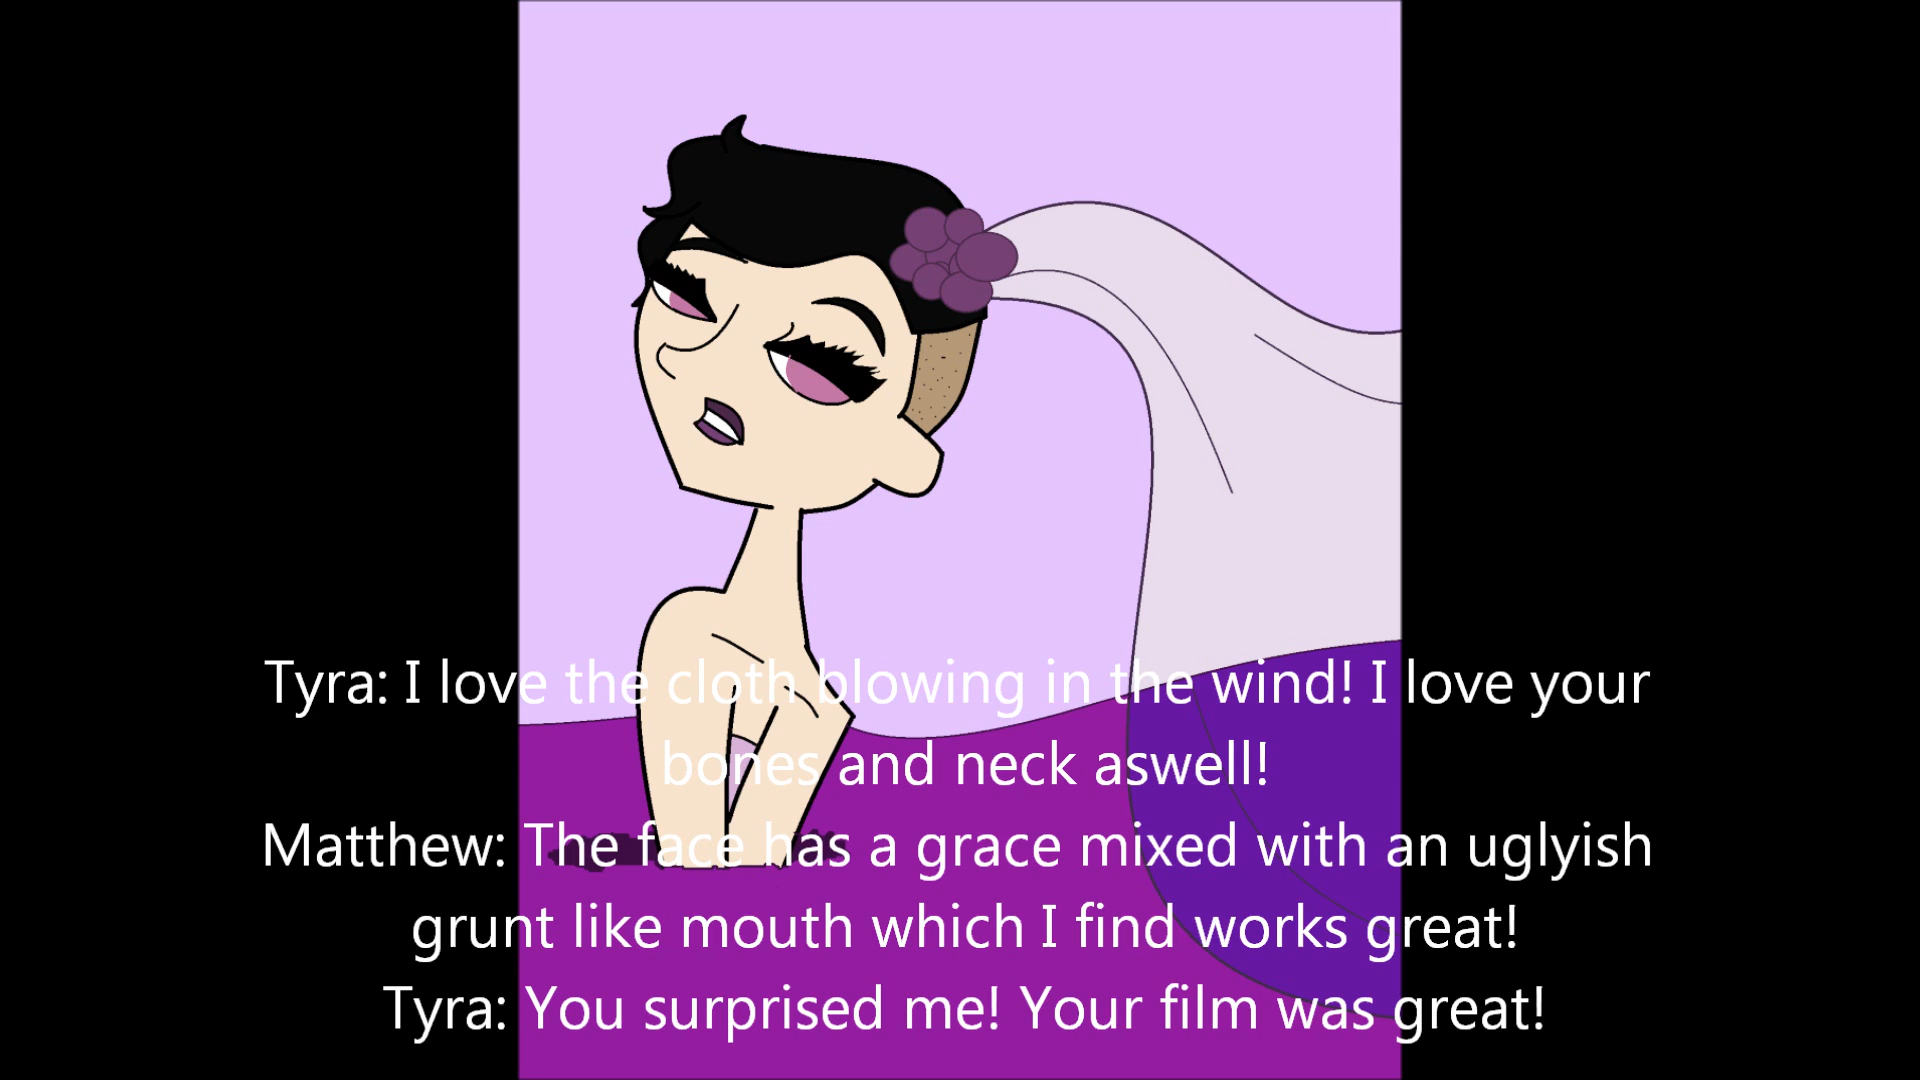 Tyra: I love the cloth blowing in the wind! I love your
bones and neck aswell!
Matthew: The face has a grace mixed with an uglyish
grunt like mouth which I find works great!
Tyra: You surprised me! Your film was great!